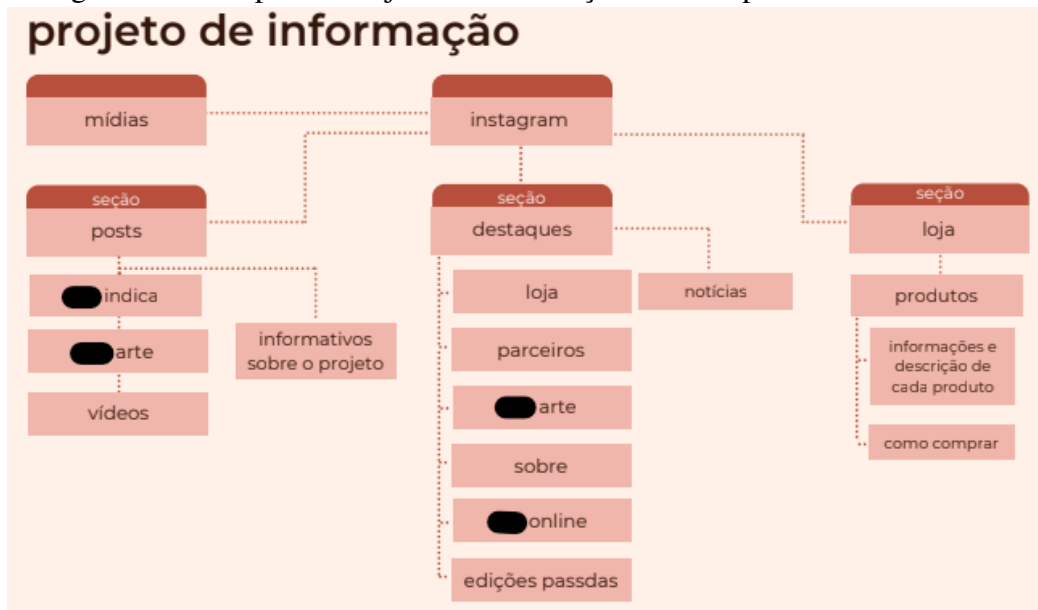 projeto de informação
mídias
instagram
seção
posts
seção
destaques
seção
loja
indica
arte
vídeos
informativos
sobre o projeto
loja
parceiros
arte
sobre
online
edições passdas
notícias
produtos
informações e
descrição de
cada produto
como comprar